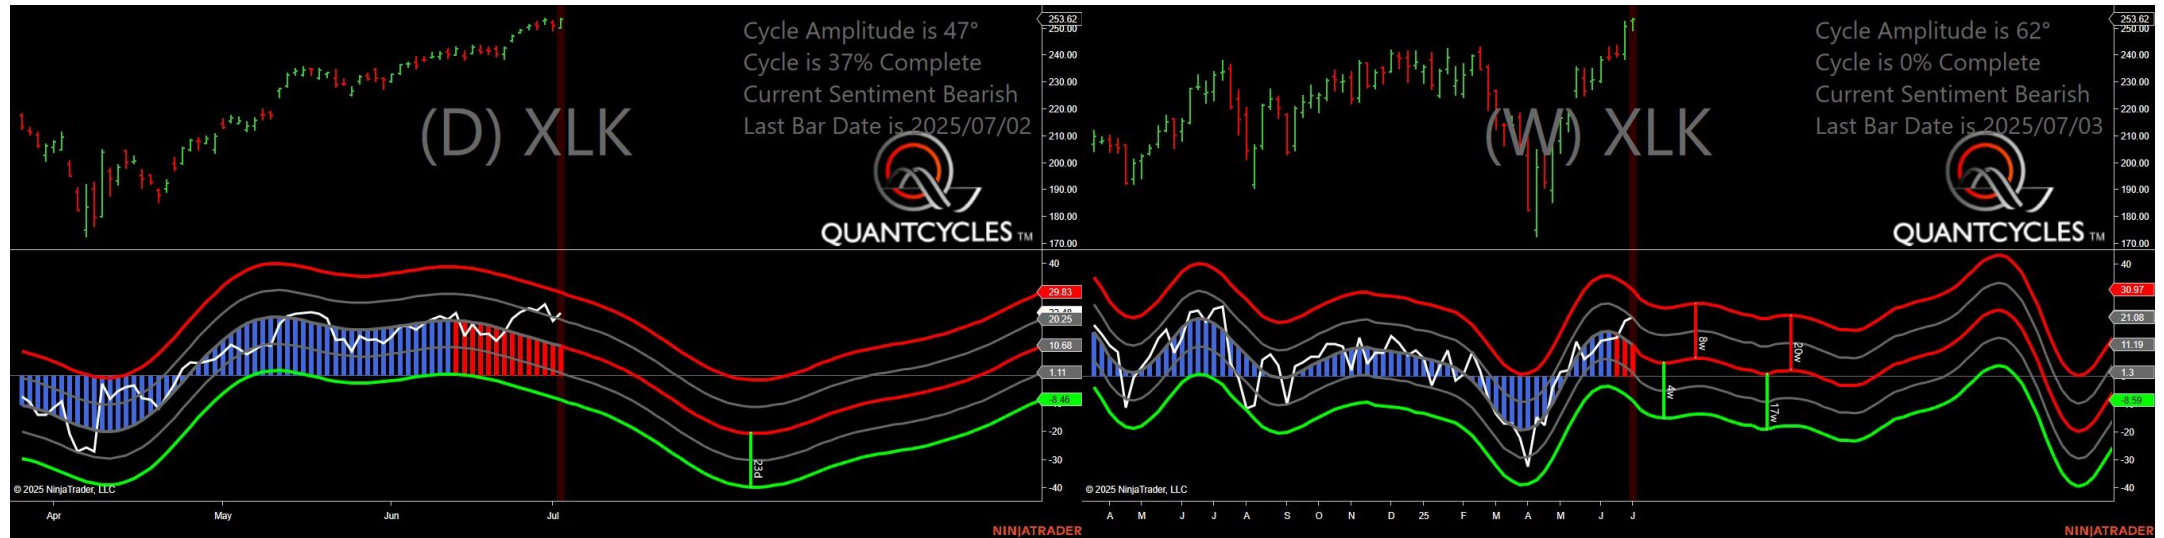 Cycle Amplitude is 47°
Cycle is 37% Complete
Current Sentiment Bearish
Last Bar Date is 2025/07/02
(D) XLK
QUANTCYCLES TM
253.62
250.00
240.00
230.00
220.00
210.00
200.00
190.00
180.00
170.00
40
29.83
20.25
10.68
1.11
-8.46
-20
-30
-40
23d
© 2025 NinjaTrader, LLC
Apr May Jun Jul
NINJATRADER
Cycle Amplitude is 62°
Cycle is 0% Complete
Current Sentiment Bearish
Last Bar Date is 2025/07/03
(W) XLK
QUANTCYCLES TM
253.62
250.00
240.00
230.00
220.00
210.00
200.00
190.00
180.00
170.00
40
30.97
21.08
11.19
1.3
-8.59
-20
-30
-40
4w
8w
17w
20w
© 2025 NinjaTrader, LLC
A M J J A S O N D 25 F M A M J J
NINJATRADER